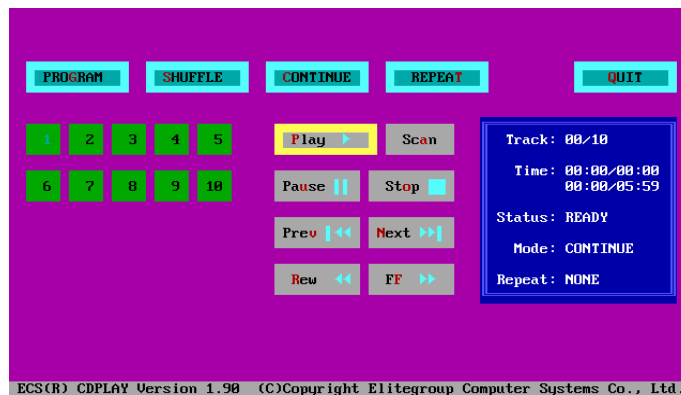 PROGRAM SHUFFLE CONTINUE REPEAT QUIT
1 2 3 4 5 Play Scan Track: 00/10
Time: 00:00/00:00
6 7 8 9 10 Pause Stop 00:00/05:59
Status: READY
Prev Next
Mode: CONTINUE
Rew FF Repeat: NONE
ECS(R) CDPLAY Version 1.90 (C)Copyright Elitegroup Computer Systems Co., Ltd.